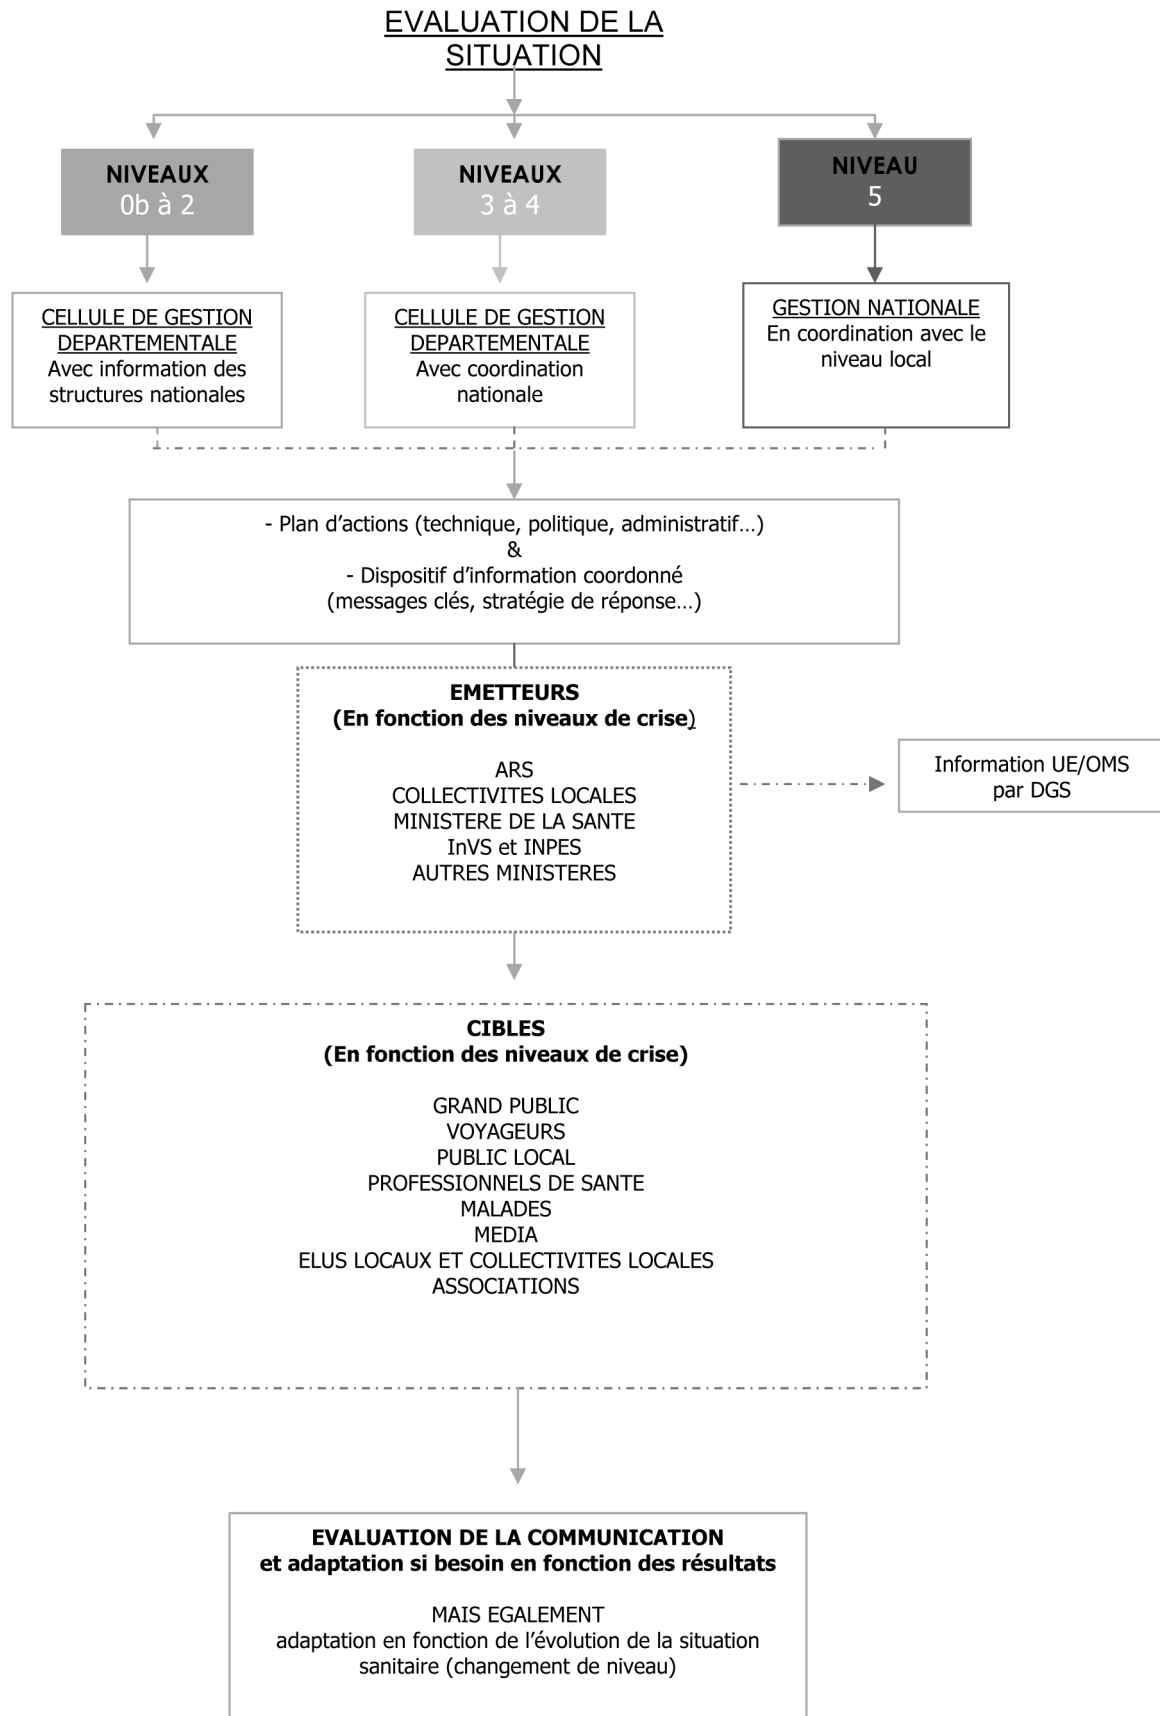 EVALUATION DE LA
SITUATION
NIVEAUX
0b à 2
NIVEAUX
3 à 4
NIVEAU
5
CELLULE DE GESTION
DEPARTEMENTALE
Avec information des
structures nationales
CELLULE DE GESTION
DEPARTEMENTALE
Avec coordination
nationale
GESTION NATIONALE
En coordination avec le
niveau local
- Plan d’actions (technique, politique, administratif…)
&
- Dispositif d’information coordonné
(messages clés, stratégie de réponse…)
EMETTEURS
(En fonction des niveaux de crise)
ARS
COLLECTIVITES LOCALES
MINISTERE DE LA SANTE
InVS et INPES
AUTRES MINISTERES
Information UE/OMS
par DGS
CIBLES
(En fonction des niveaux de crise)
GRAND PUBLIC
VOYAGEURS
PUBLIC LOCAL
PROFESSIONNELS DE SANTE
MALADES
MEDIA
ELUS LOCAUX ET COLLECTIVITES LOCALES
ASSOCIATIONS
EVALUATION DE LA COMMUNICATION
et adaptation si besoin en fonction des résultats
MAIS EGALEMENT
adaptation en fonction de l’évolution de la situation
sanitaire (changement de niveau)